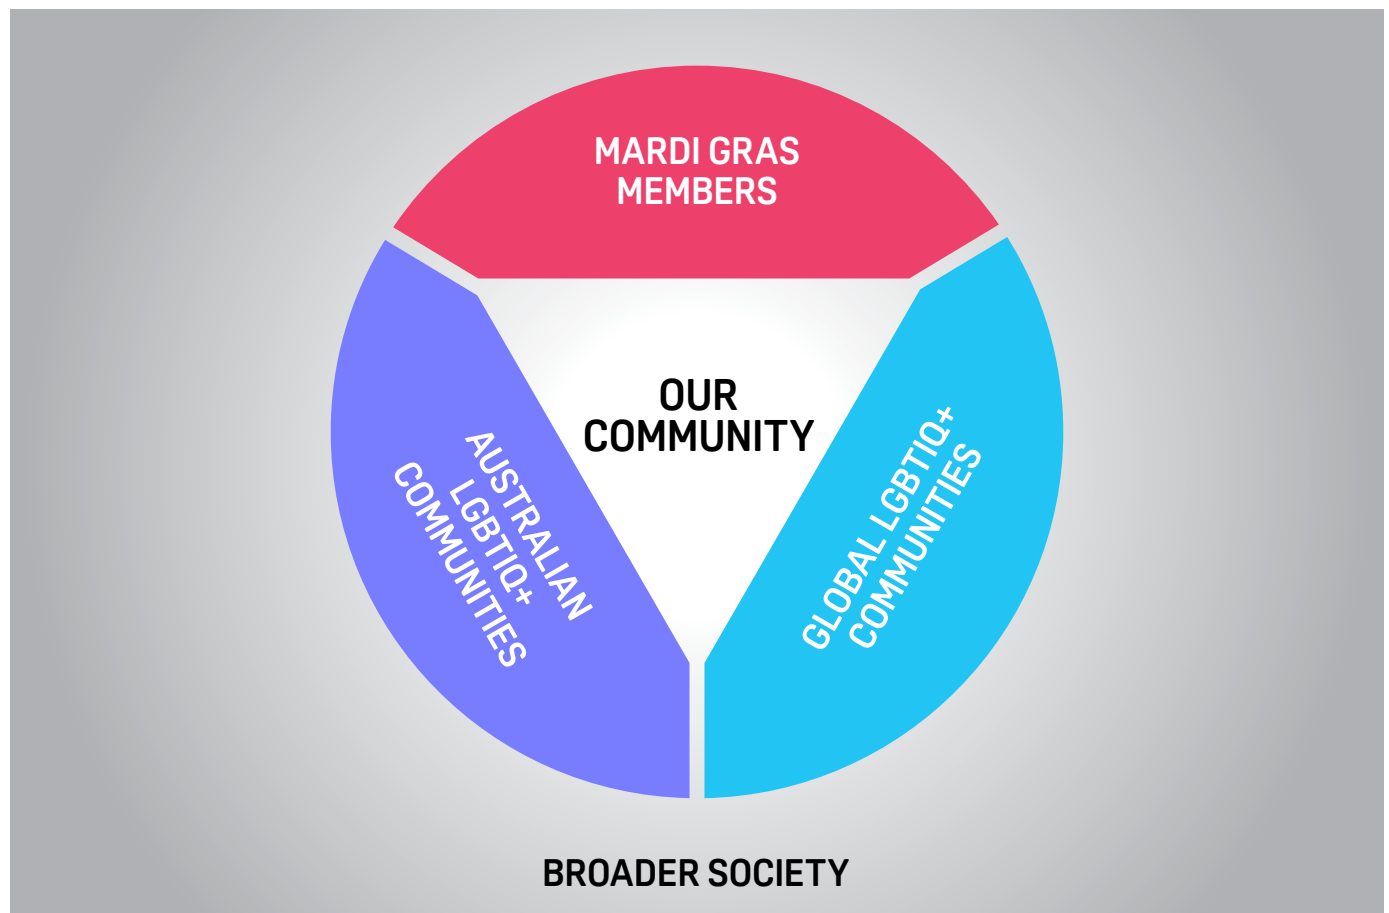 MARDI GRAS
MEMBERS
OUR
COMMUNITY
AUSTRALIAN
LGBTIQ+
COMMUNITIES
GLOBAL LGBTIQ+
COMMUNITIES
BROADER SOCIETY